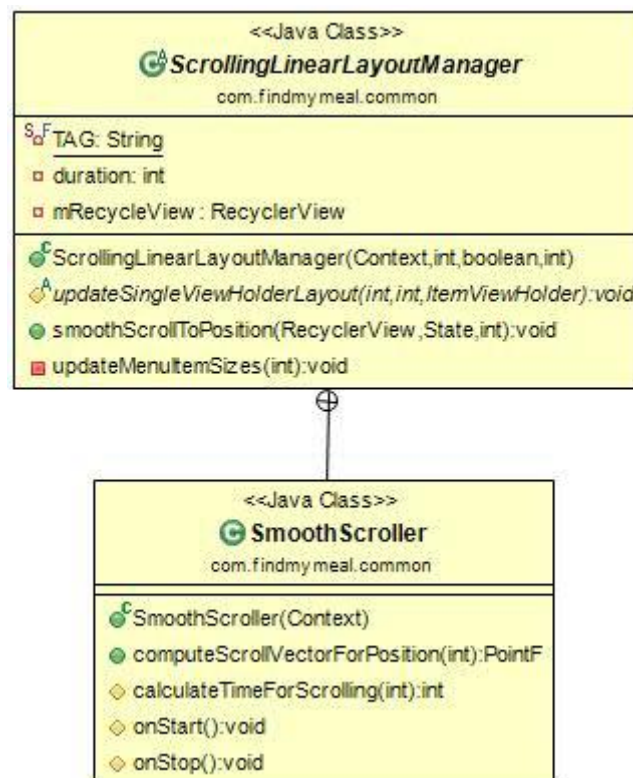 <<Java Class>>
ScrollingLinearLayoutManager
com.findmymeal.common
TAG: String
duration: int
mRecycleView: RecyclerView
ScrollingLinearLayoutManager(Context,int,boolean,int)
updateSingleViewHolderLayout(int,int,ItemViewHolder):void
smoothScrollToPosition(RecyclerView,State,int):void
updateMenuItemSizes(int):void
<<Java Class>>
SmoothScroller
com.findmymeal.common
SmoothScroller(Context)
computeScrollVectorForPosition(int):PointF
calculateTimeForScrolling(int):int
onStart():void
onStop():void